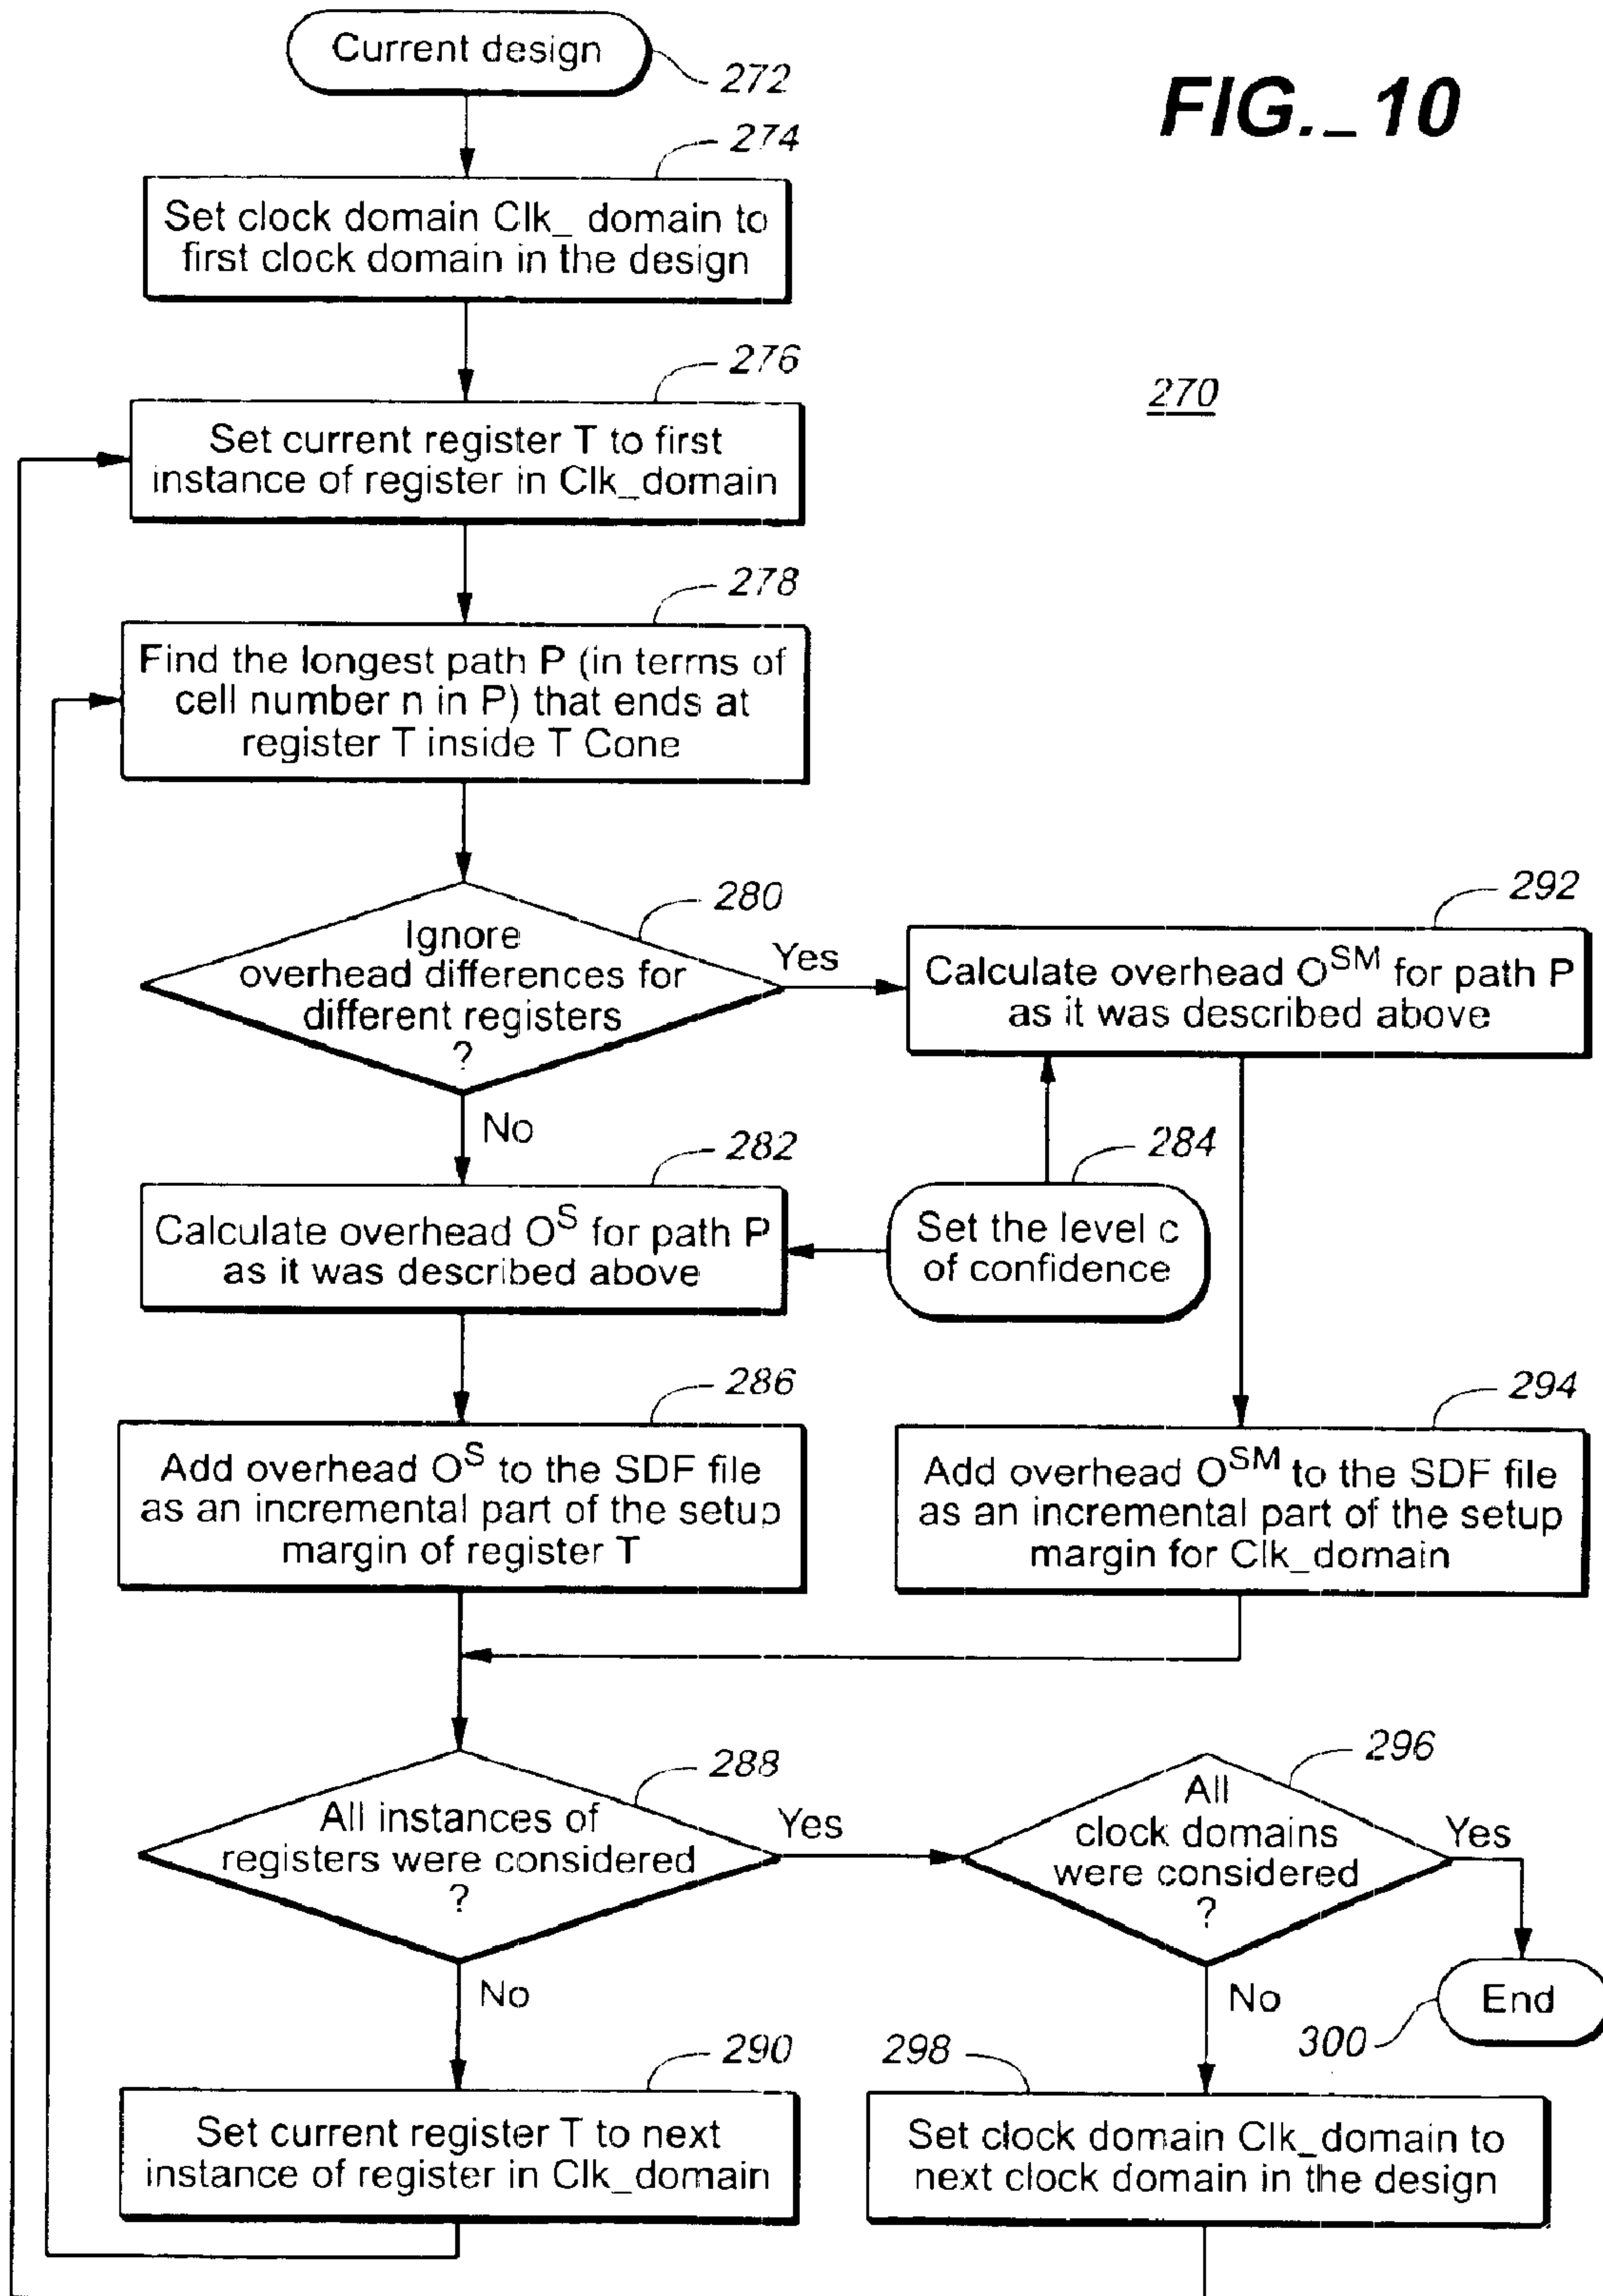 Current design
272
FIG._10
274
Set clock domain Clk_ domain to
first clock domain in the design
276
270
Set current register T to first
instance of register in Clk_domain
278
Find the longest path P (in terms of
cell number n in P) that ends at
register T inside T Cone
280
Ignore
overhead differences for
different registers
?
Yes
No
292
Calculate overhead O^SM for path P
as it was described above
282
Calculate overhead O^S for path P
as it was described above
284
Set the level c
of confidence
286
Add overhead O^S to the SDF file
as an incremental part of the setup
margin of register T
294
Add overhead O^SM to the SDF file
as an incremental part of the setup
margin for Clk_domain
288
All instances of
registers were considered
?
Yes
No
296
All
clock domains
were considered
?
Yes
No
End
300
290
Set current register T to next
instance of register in Clk_domain
298
Set clock domain Clk_domain to
next clock domain in the design